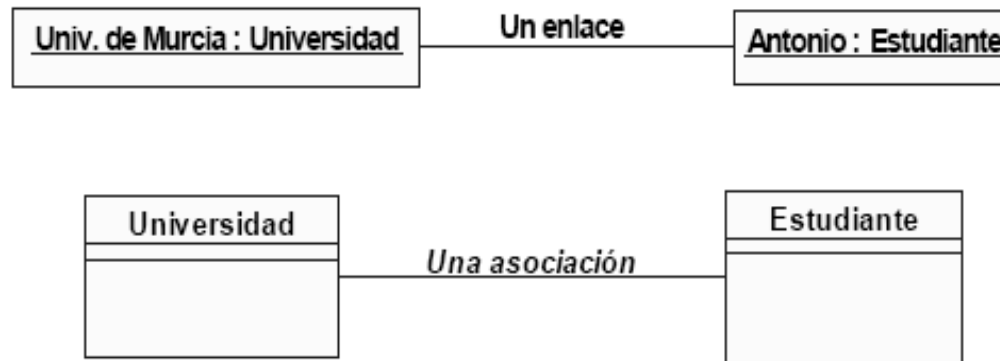 Univ. de Murcia : Universidad
Un enlace
Antonio : Estudiante
Universidad
Una asociación
Estudiante